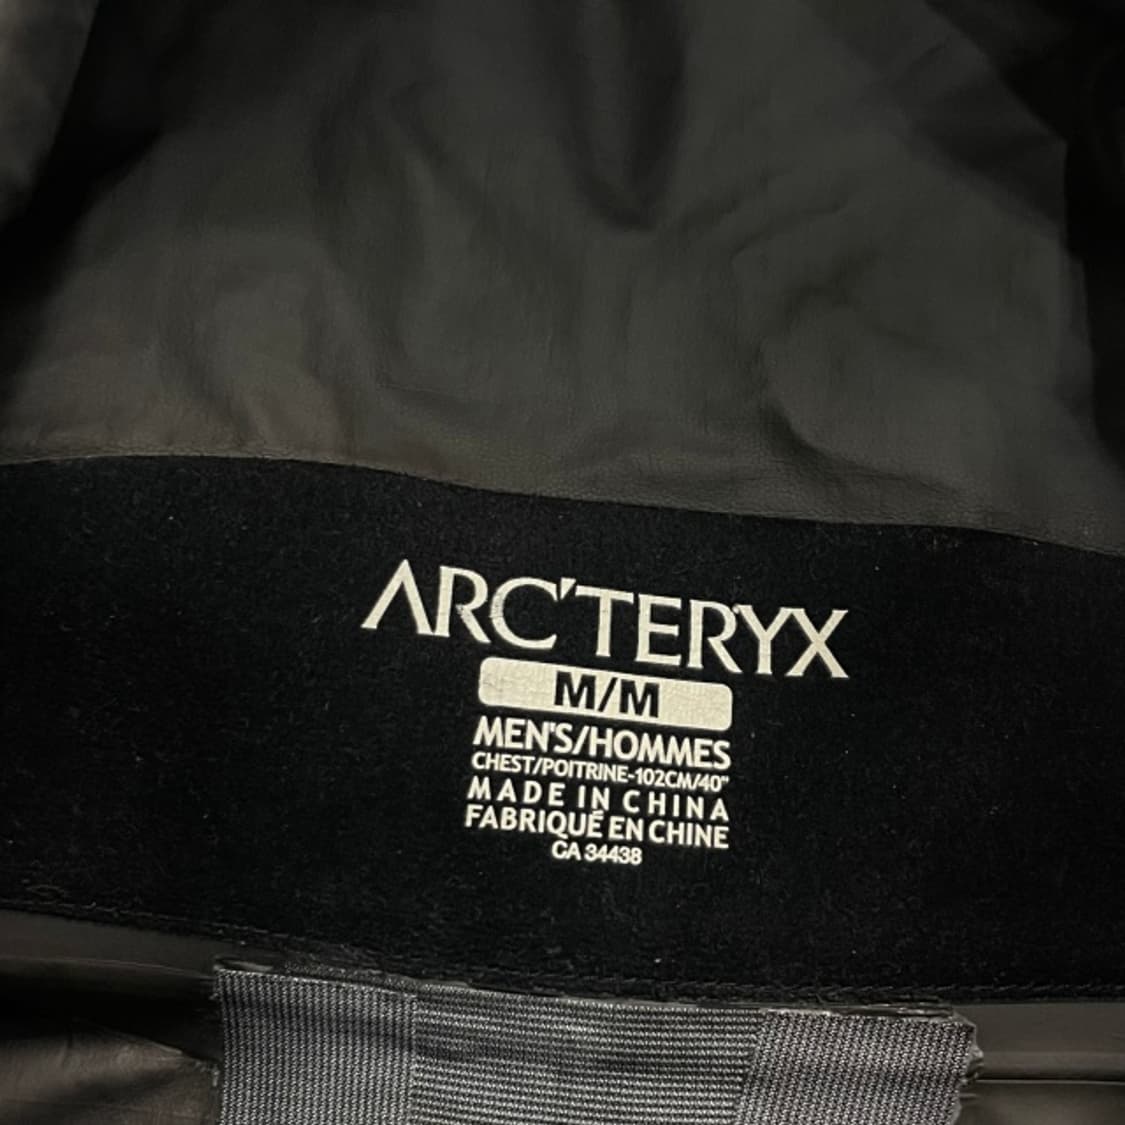 ARC'TERYX
M/M
MEN'S/HOMMES
CHEST/POITRINE-102CM/40"
MADE IN CHINA
FABRIQUÉ EN CHINE
CA 34438